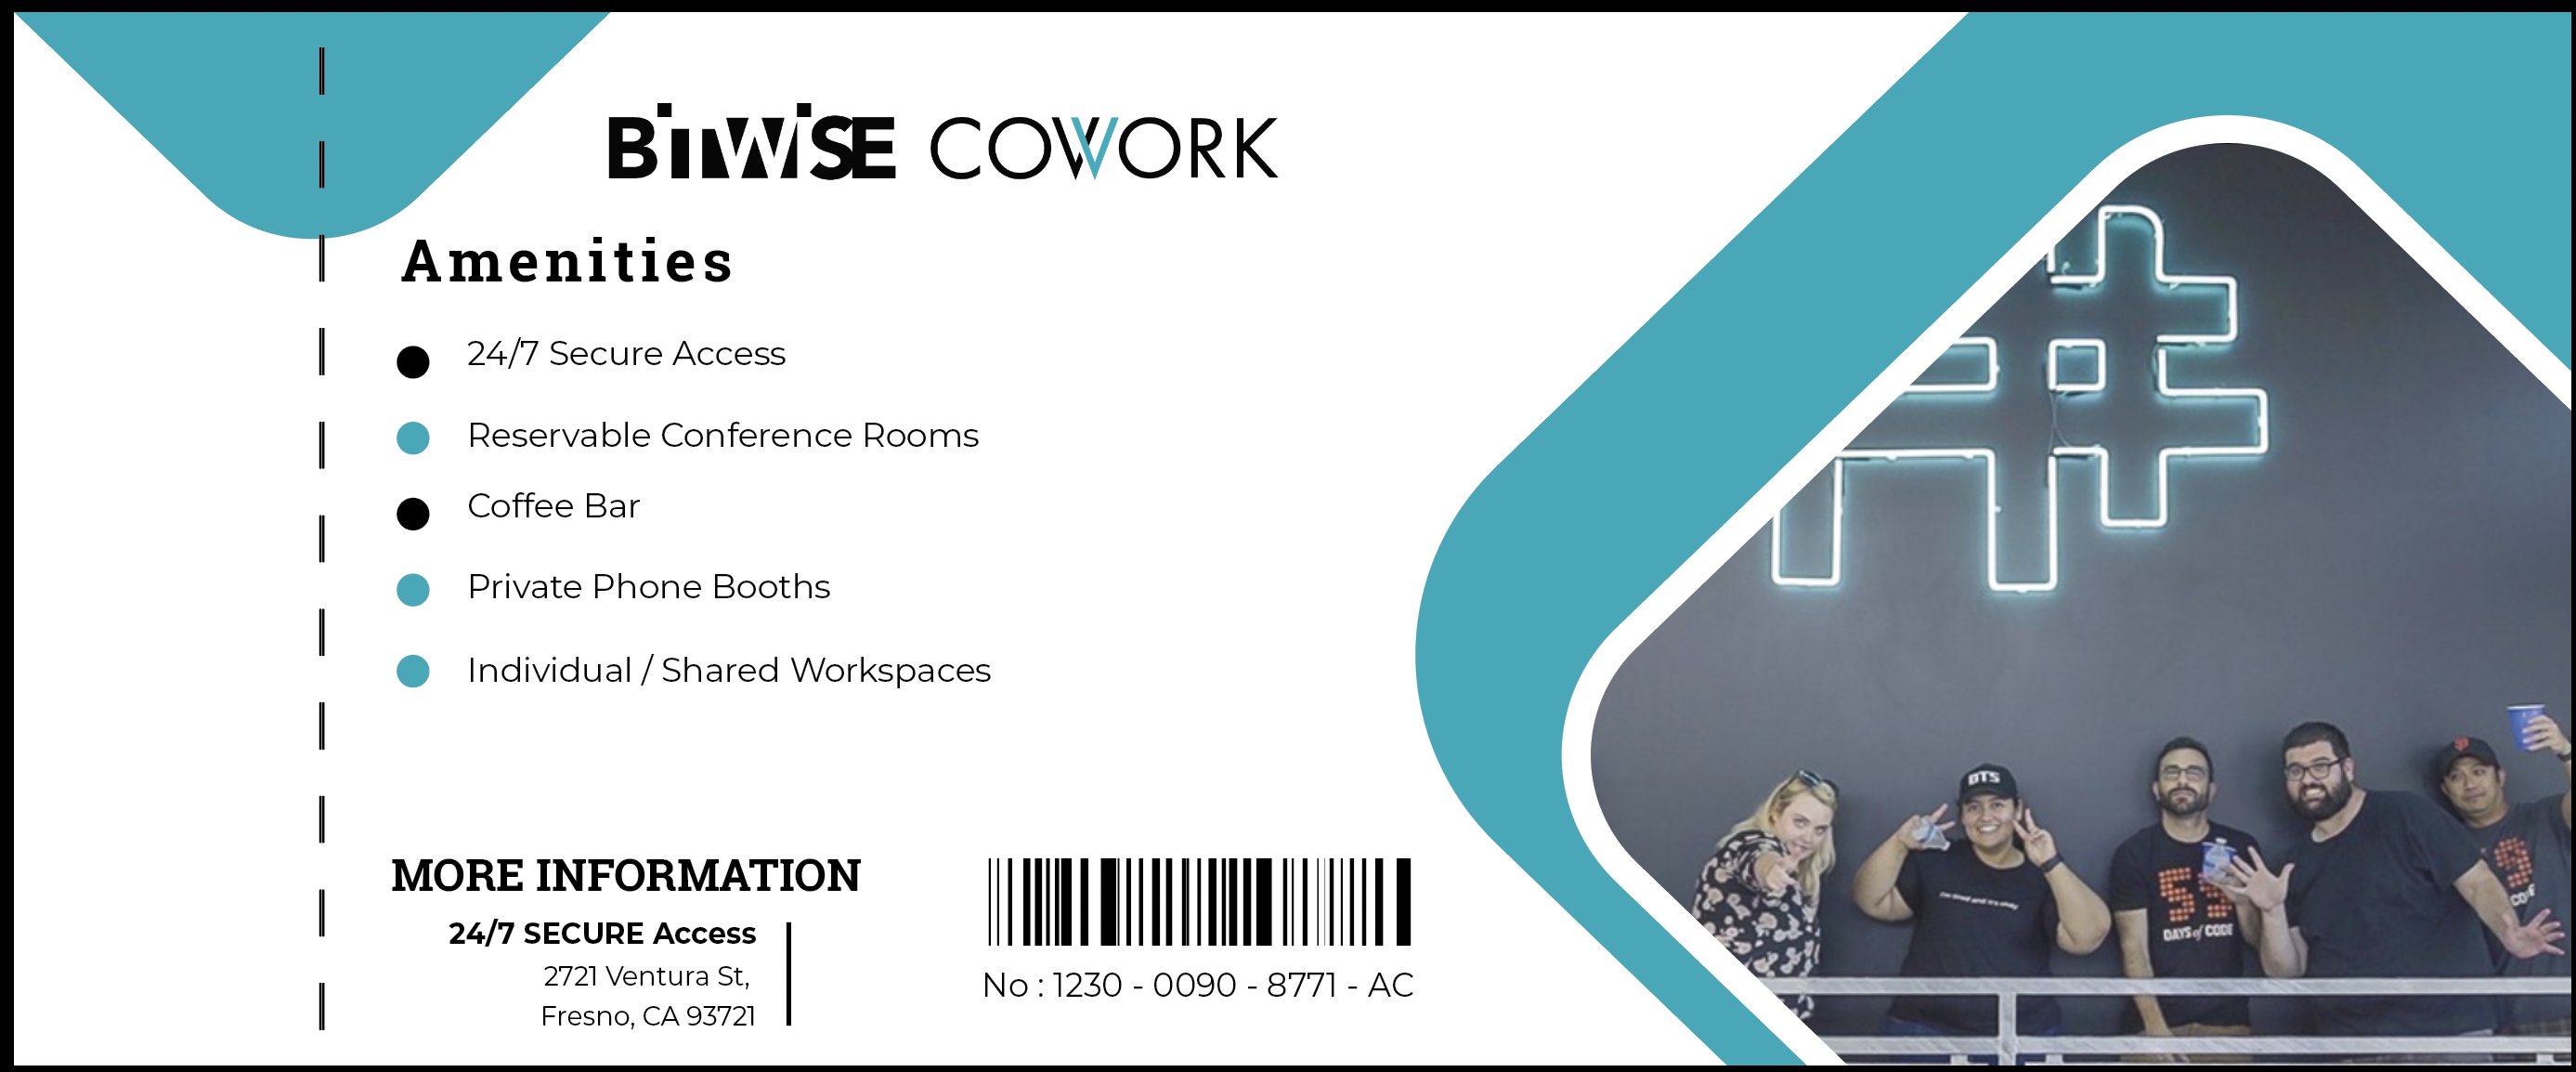 BiTWiSE COWORK
Amenities
24/7 Secure Access
Reservable Conference Rooms
Coffee Bar
Private Phone Booths
Individual / Shared Workspaces
MORE INFORMATION
24/7 SECURE Access
2721 Ventura St,
Fresno, CA 93721
No : 1230 - 0090 - 8771 - AC
#
BTS
59
DAYS of CODE
9